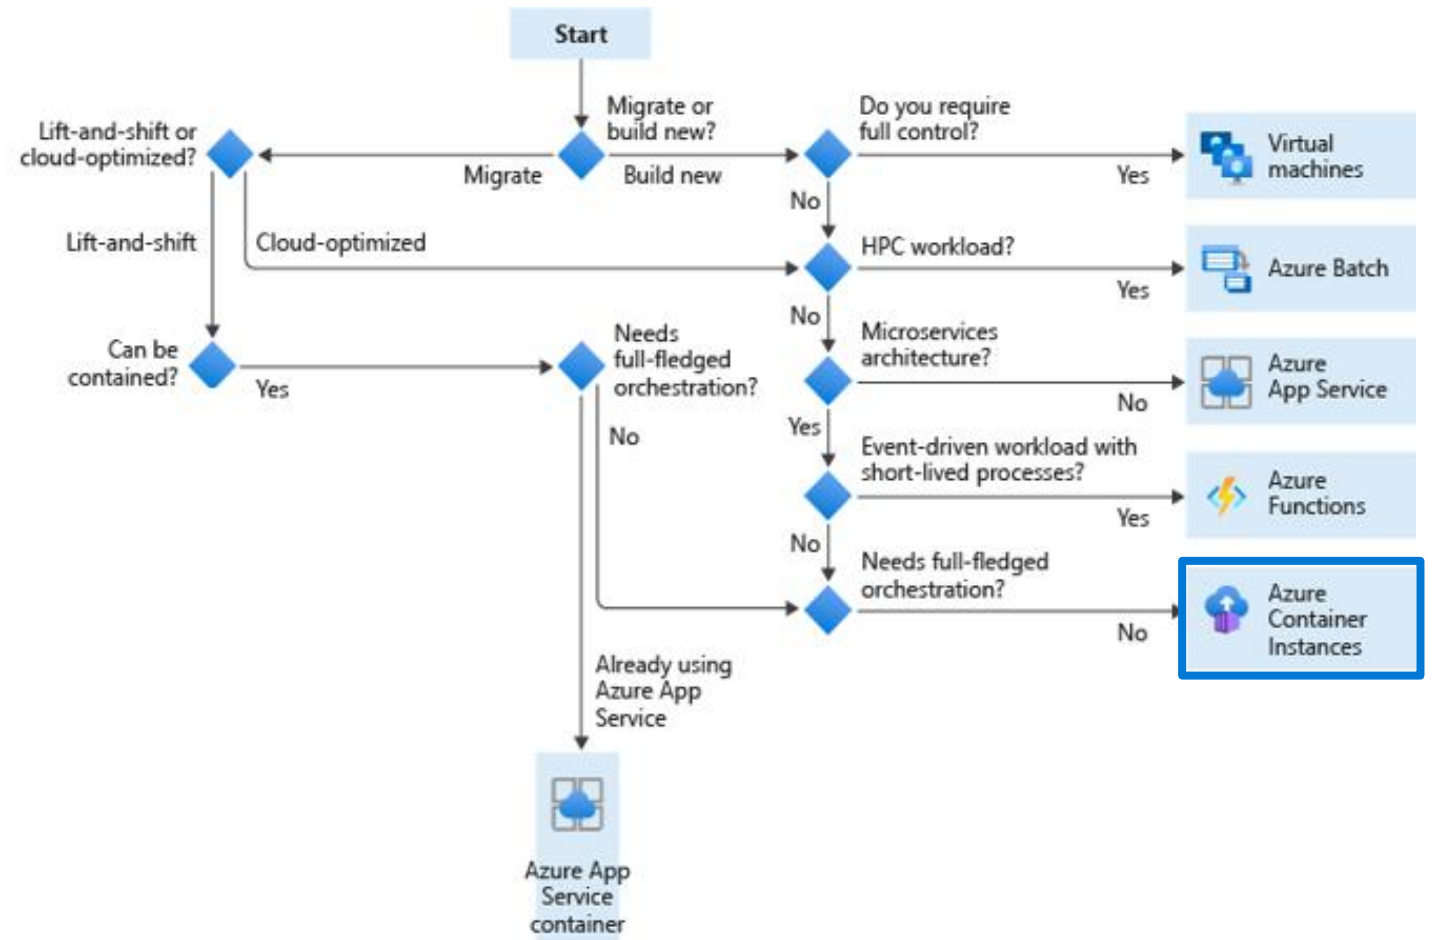 Start
Migrate or
build new?
Do you require
full control?
Lift-and-shift or
cloud-optimized?
Virtual
machines
Migrate
Build new
Yes
No
Lift-and-shift
Cloud-optimized
HPC workload?
Azure Batch
Yes
No
Microservices
architecture?
Needs
full-fledged
orchestration?
Can be
contained?
Azure
App Service
Yes
No
Yes
No
Event-driven workload with
short-lived processes?
Azure
Functions
Yes
No
Needs full-fledged
orchestration?
Azure
Container
Instances
No
Already using
Azure App
Service
Azure App
Service
container